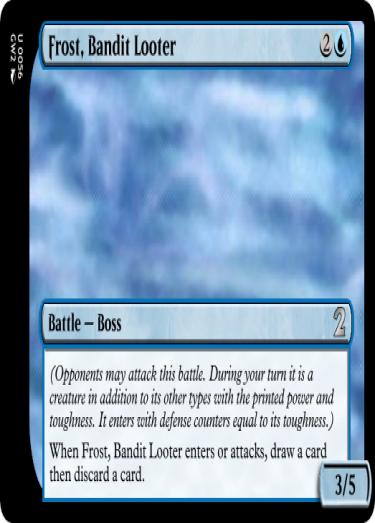 U 0056
GW2
Frost, Bandit Looter 2
Battle – Boss 2
(Opponents may attack this battle. During your turn it is a
creature in addition to its other types with the printed power and
toughness. It enters with defense counters equal to its toughness.)
When Frost, Bandit Looter enters or attacks, draw a card
then discard a card.
3/5